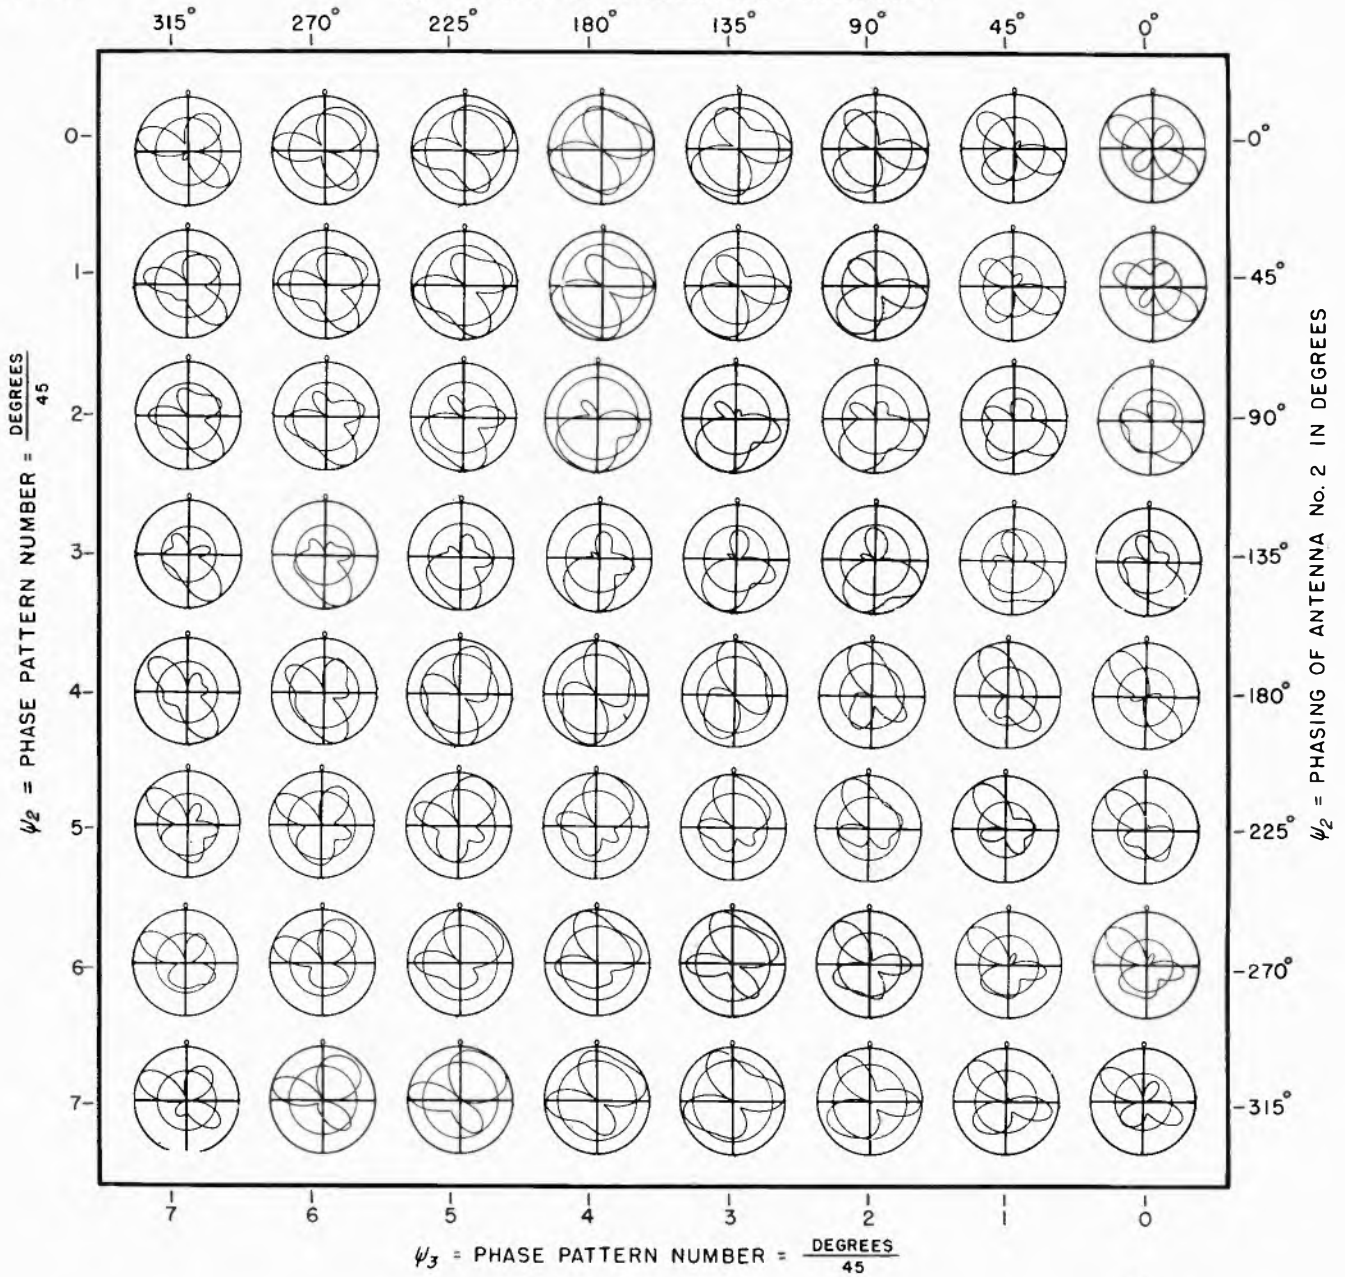 315° 270° 225° 180° 135° 90° 45° 0°
0- -0°
1- -45°
2- -90°
3- -135°
4- -180°
5- -225°
6- -270°
7- -315°
ψ2 = PHASE PATTERN NUMBER = DEGREES
45
ψ2 = PHASING OF ANTENNA No. 2 IN DEGREES
7 6 5 4 3 2 1 0
ψ3 = PHASE PATTERN NUMBER = DEGREES
45